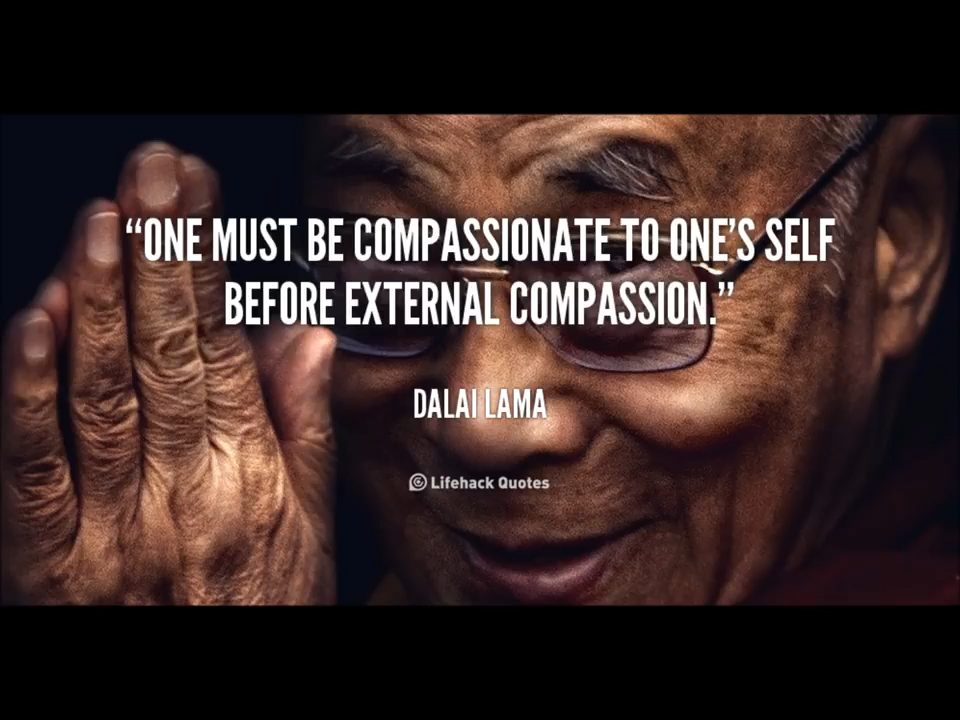 “ONE MUST BE COMPASSIONATE TO ONE’S SELF
BEFORE EXTERNAL COMPASSION.”
DALAI LAMA
Lifehack Quotes